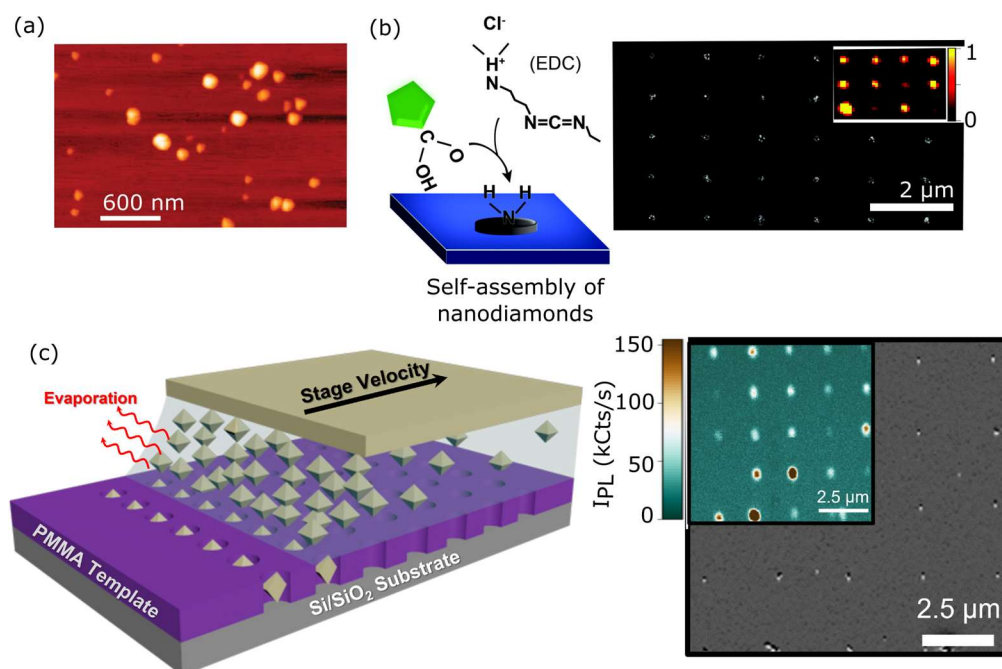 (a)
600 nm
(b)
Cl⁻
H⁺
N
(EDC)
N=C=N
C
O
OH
H H
N
Self-assembly of
nanodiamonds
1
0
2 µm
(c)
Evaporation
Stage Velocity
PMMA Template
Si/SiO₂ Substrate
I_PL (kCts/s)
150
100
50
0
2.5 µm
2.5 µm